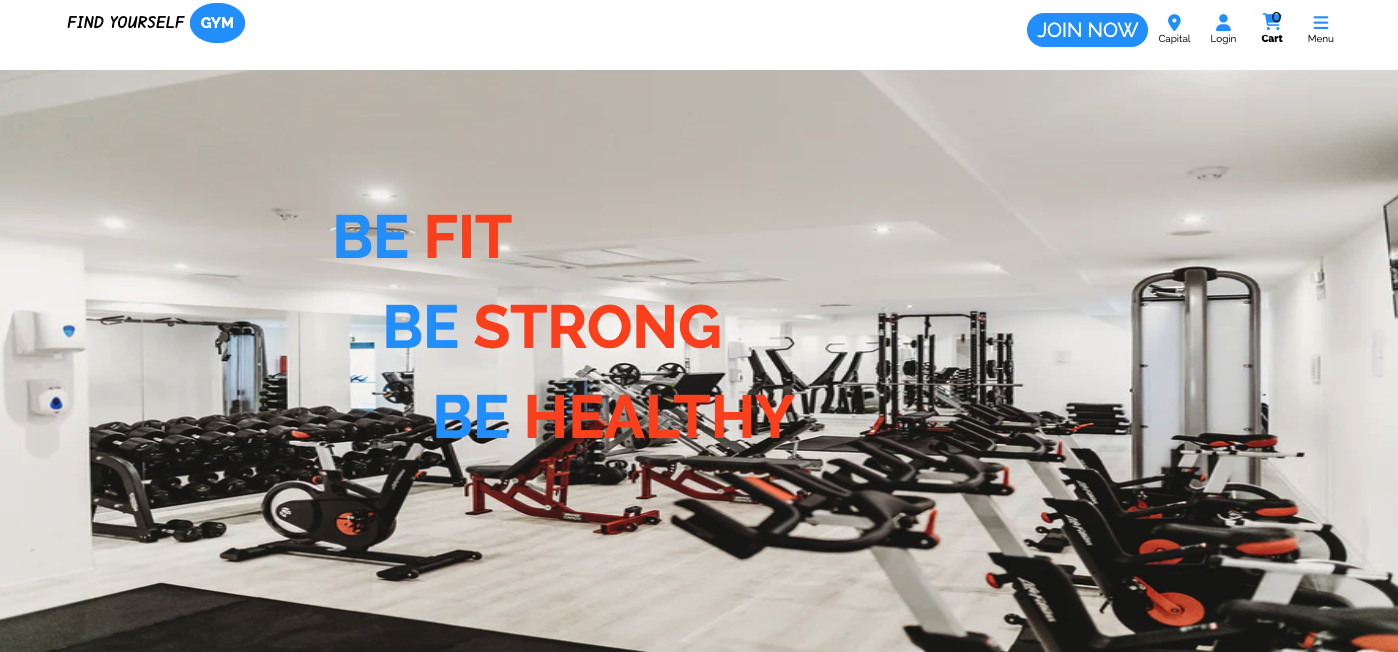 FIND YOURSELF GYM
JOIN NOW
0
Capital
Login
Cart
Menu
BE FIT
BE STRONG
BE HEALTHY